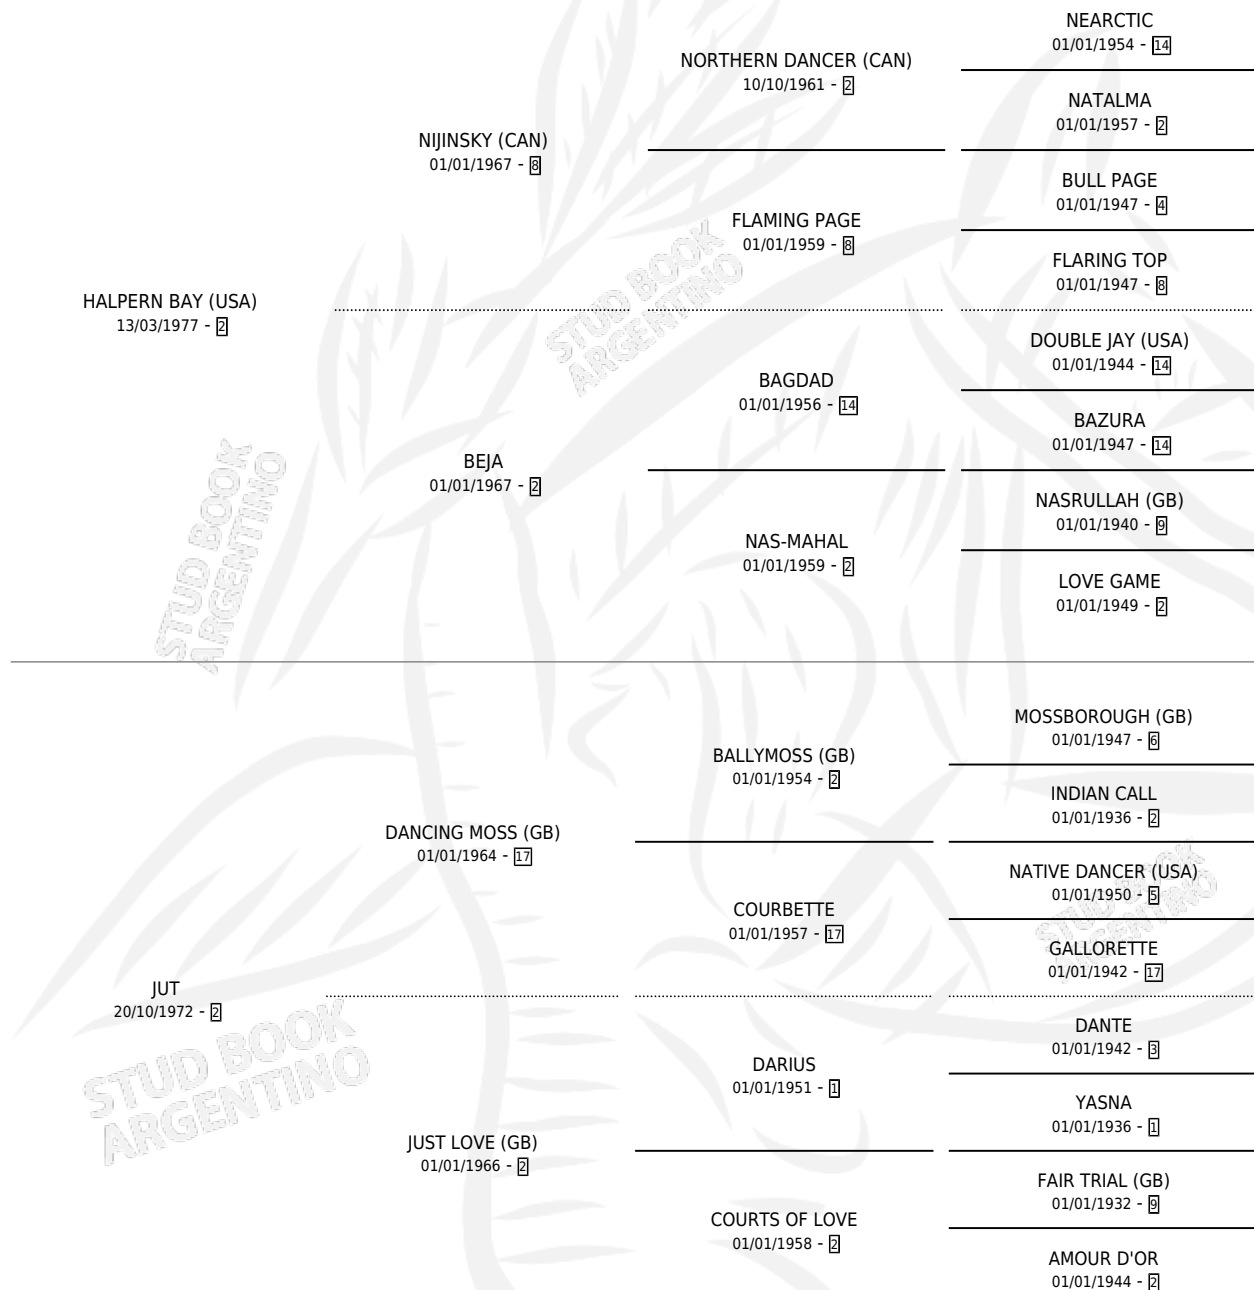 NEARCTIC
01/01/1954 - 14
NORTHERN DANCER (CAN)
10/10/1961 - 2
NATALMA
01/01/1957 - 2
NIJINSKY (CAN)
01/01/1967 - 8
BULL PAGE
01/01/1947 - 4
FLAMING PAGE
01/01/1959 - 8
FLARING TOP
01/01/1947 - 8
HALPERN BAY (USA)
13/03/1977 - 2
DOUBLE JAY (USA)
01/01/1944 - 14
BAGDAD
01/01/1956 - 14
BAZURA
01/01/1947 - 14
BEJA
01/01/1967 - 2
NASRULLAH (GB)
01/01/1940 - 9
NAS-MAHAL
01/01/1959 - 2
LOVE GAME
01/01/1949 - 2
STUD BOOK
ARGENTINO
STUD BOOK
ARGENTINO
MOSSBOROUGH (GB)
01/01/1947 - 6
BALLYMOSS (GB)
01/01/1954 - 2
INDIAN CALL
01/01/1936 - 2
DANCING MOSS (GB)
01/01/1964 - 17
NATIVE DANCER (USA)
01/01/1950 - 5
COURBETTE
01/01/1957 - 17
GALLORETTE
01/01/1942 - 17
STUD BOOK
ARGENTINO
JUT
20/10/1972 - 2
DANTE
01/01/1942 - 3
DARIUS
01/01/1951 - 1
YASNA
01/01/1936 - 1
JUST LOVE (GB)
01/01/1966 - 2
FAIR TRIAL (GB)
01/01/1932 - 9
COURTS OF LOVE
01/01/1958 - 2
AMOUR D'OR
01/01/1944 - 2
STUD BOOK
ARGENTINO